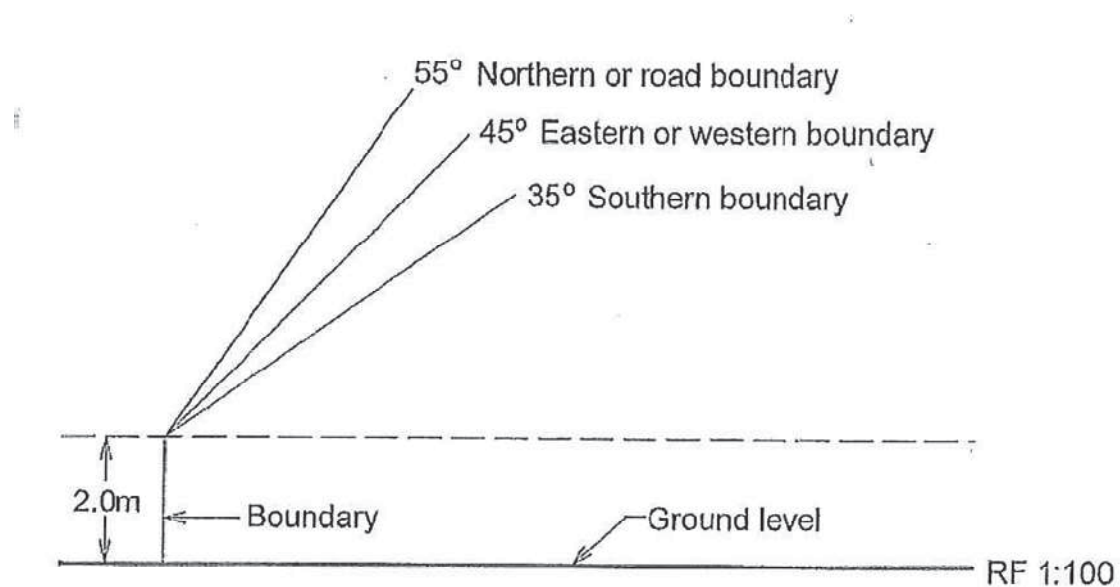 55° Northern or road boundary
45° Eastern or western boundary
35° Southern boundary
2.0m
Boundary
Ground level
RF 1:100